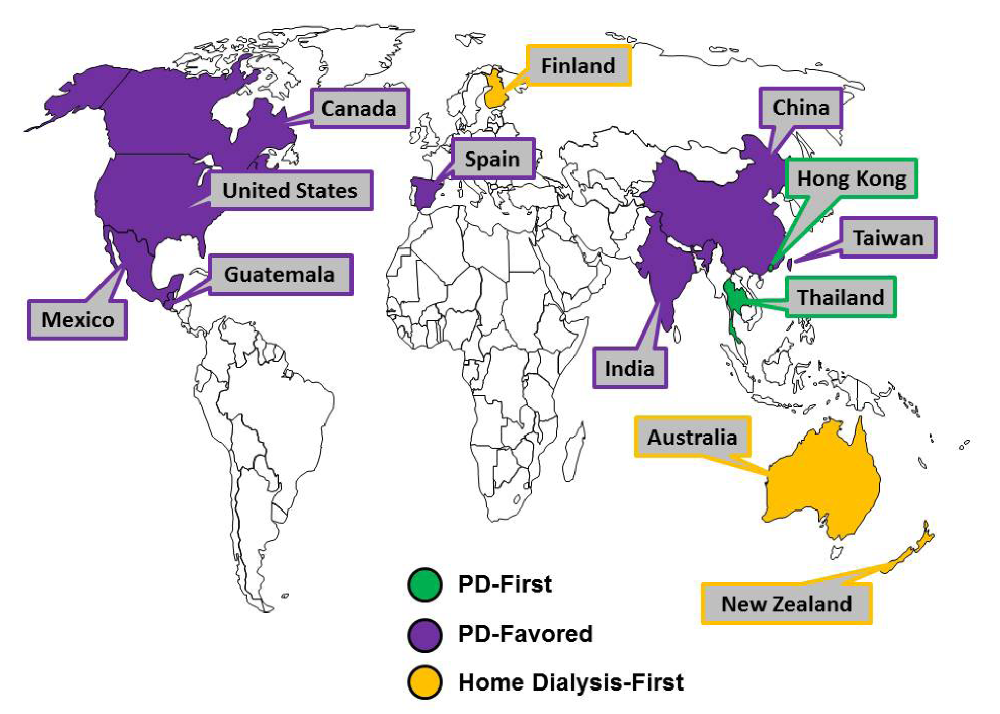 Finland
Canada
China
Spain
Hong Kong
United States
Taiwan
Guatemala
Thailand
Mexico
India
Australia
New Zealand
PD-First
PD-Favored
Home Dialysis-First